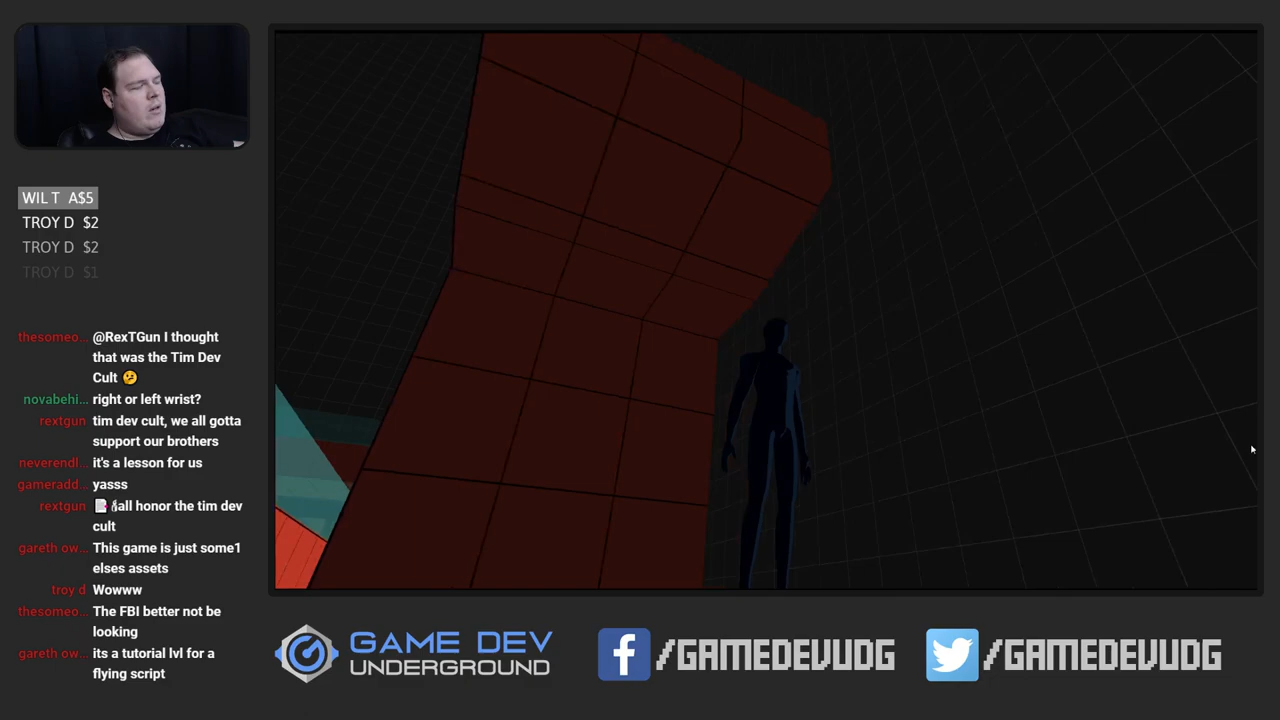 WIL T A$5
TROY D $2
TROY D $2
TROY D $1
thesomeo... @RexTGun I thought
that was the Tim Dev
Cult 🤔
novabehi... right or left wrist?
rextgun tim dev cult, we all gotta
support our brothers
neverendl... it's a lesson for us
gameradd... yasss
rextgun all honor the tim dev
cult
gareth ow... This game is just some1
elses assets
troy d Wowww
thesomeo... The FBI better not be
looking
gareth ow... its a tutorial lvl for a
flying script
GAME DEV
UNDERGROUND
/GAMEDEVUDG
/GAMEDEVUDG